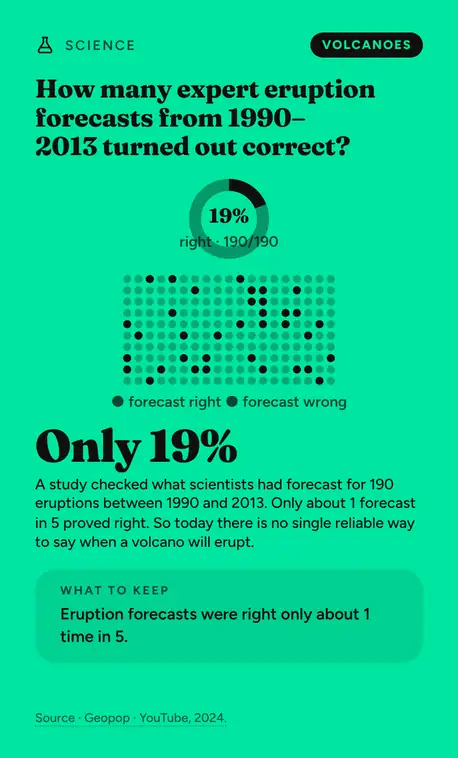 SCIENCE
VOLCANOES
How many expert eruption
forecasts from 1990–
2013 turned out correct?
19%
right · 190/190
forecast right forecast wrong
Only 19%
A study checked what scientists had forecast for 190
eruptions between 1990 and 2013. Only about 1 forecast
in 5 proved right. So today there is no single reliable way
to say when a volcano will erupt.
WHAT TO KEEP
Eruption forecasts were right only about 1
time in 5.
Source · Geopop · YouTube, 2024.